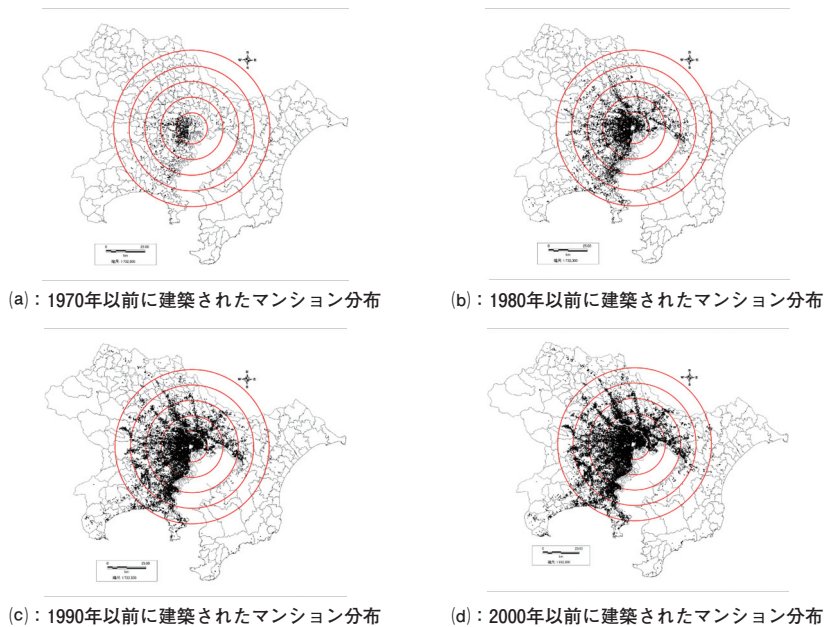 (a)：1970年以前に建築されたマンション分布
(b)：1980年以前に建築されたマンション分布
(c)：1990年以前に建築されたマンション分布
(d)：2000年以前に建築されたマンション分布